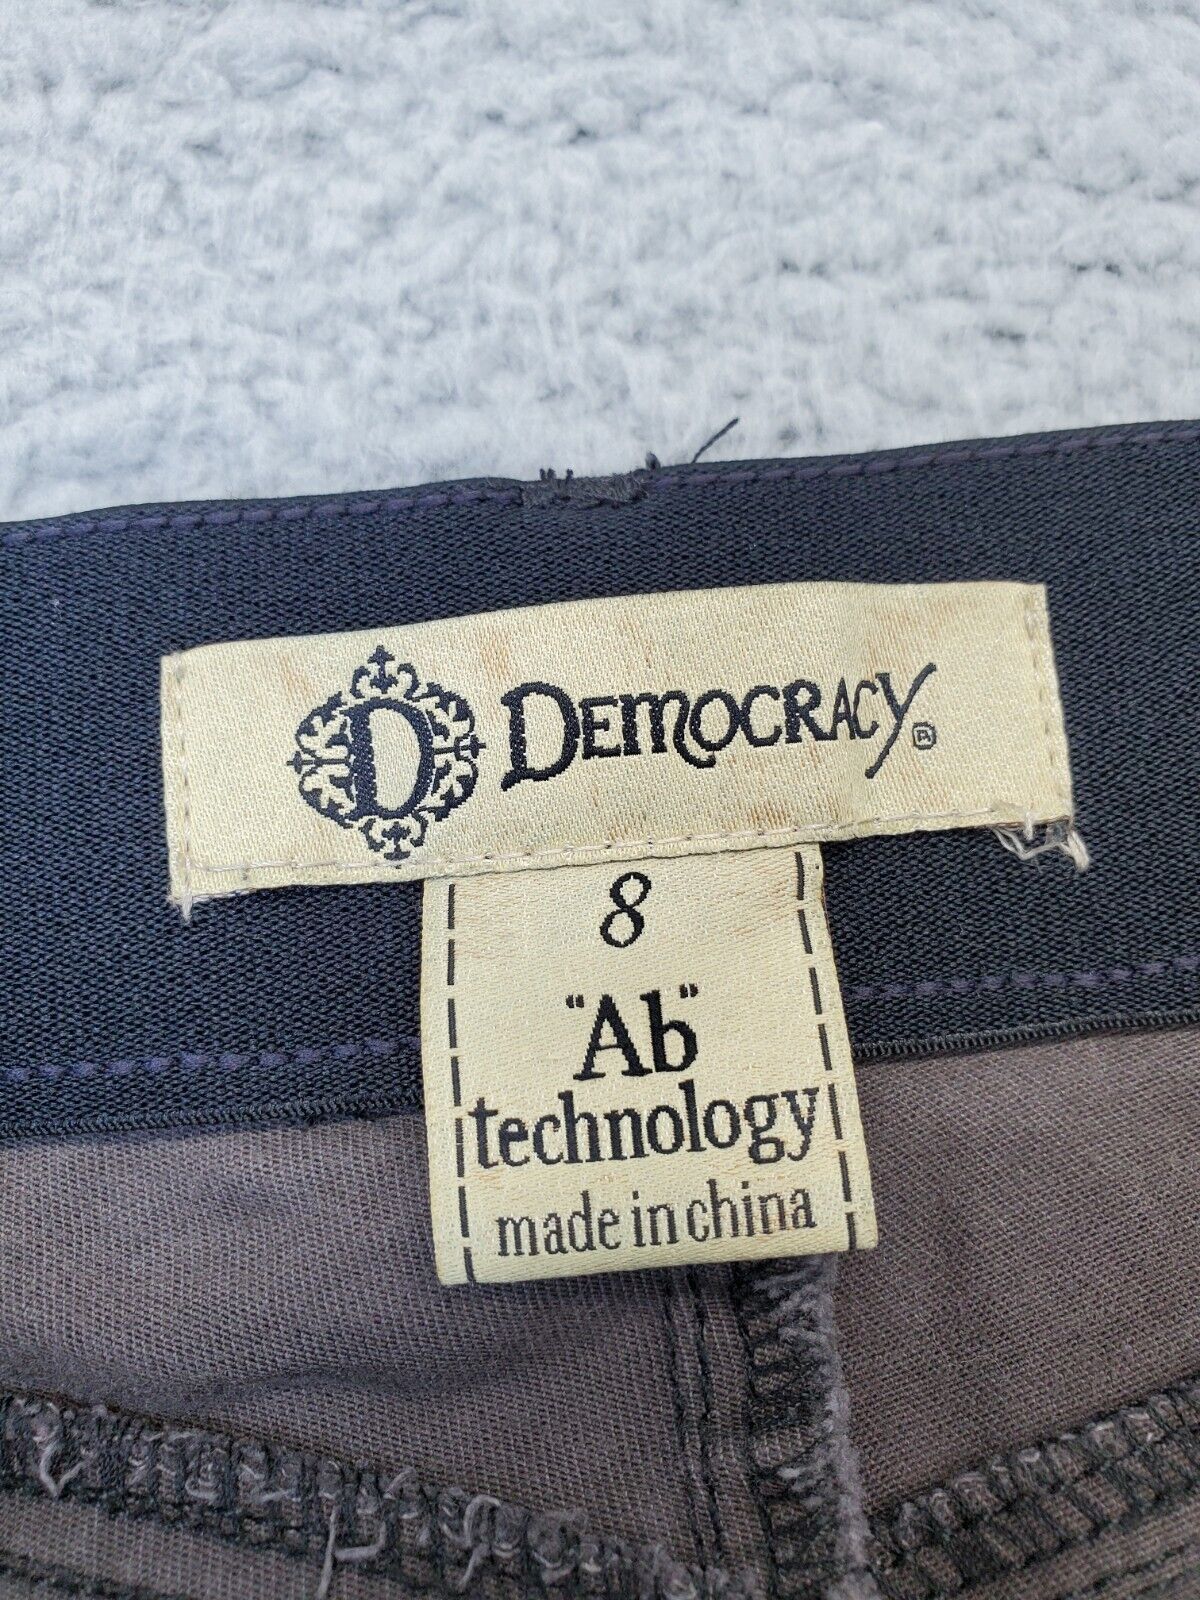 D DEMOCRACY®
8
"Ab"
technology
made in china